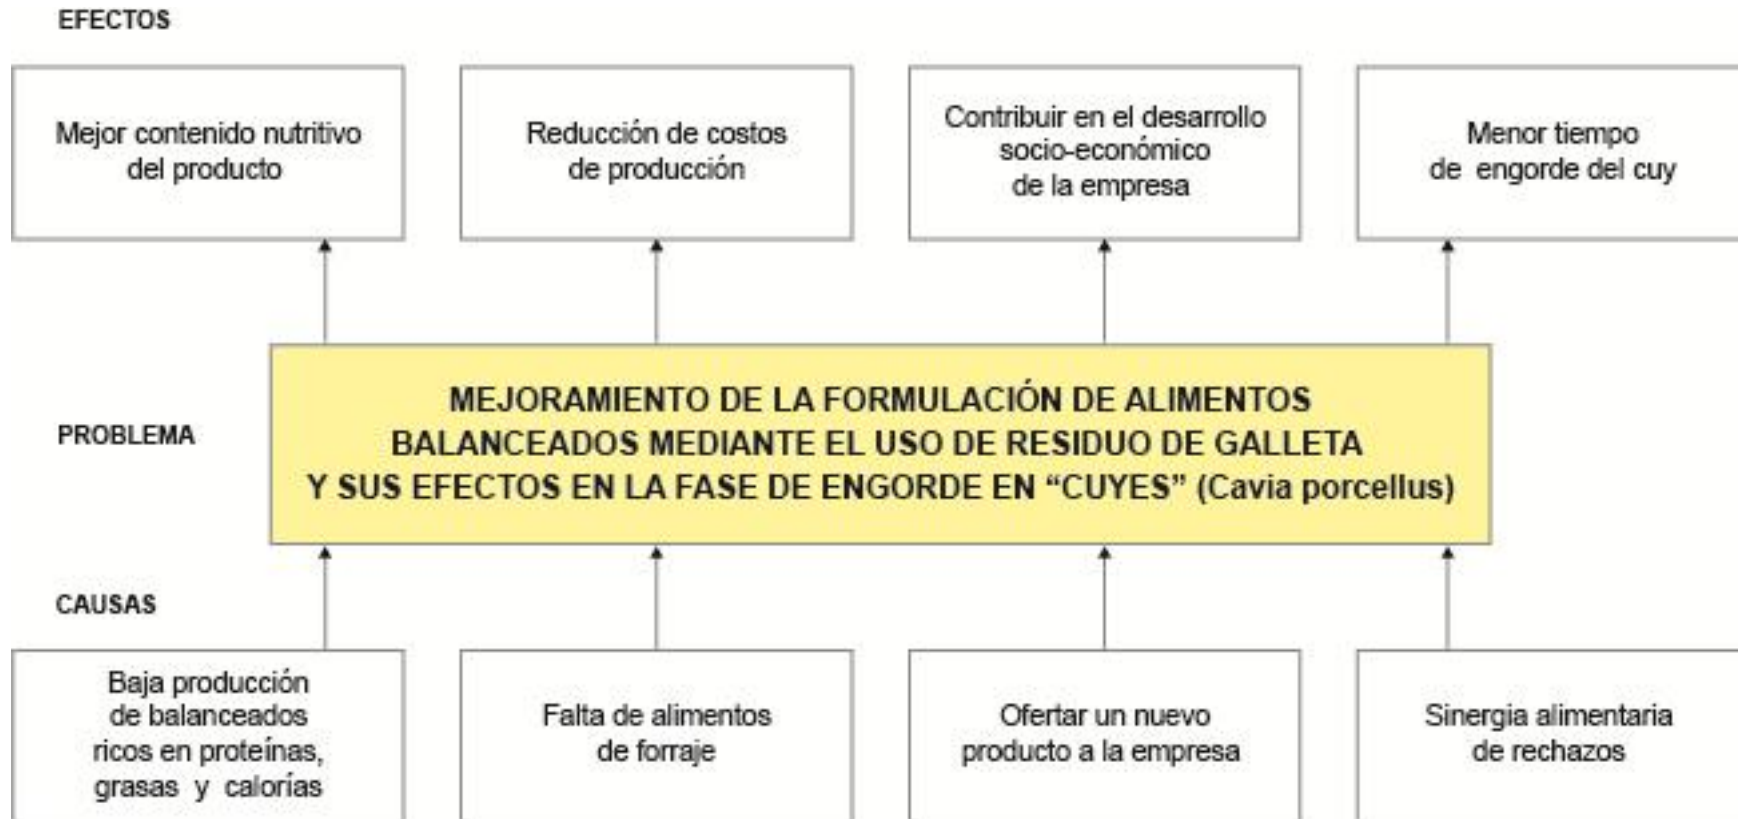 EFECTOS
Mejor contenido nutritivo
del producto
Reducción de costos
de producción
Contribuir en el desarrollo
socio-económico
de la empresa
Menor tiempo
de engorde del cuy
PROBLEMA
MEJORAMIENTO DE LA FORMULACIÓN DE ALIMENTOS
BALANCEADOS MEDIANTE EL USO DE RESIDUO DE GALLETA
Y SUS EFECTOS EN LA FASE DE ENGORDE EN “CUYES” (Cavia porcellus)
CAUSAS
Baja producción
de balanceados
ricos en proteínas,
grasas y calorías
Falta de alimentos
de forraje
Ofertar un nuevo
producto a la empresa
Sinergia alimentaria
de rechazos